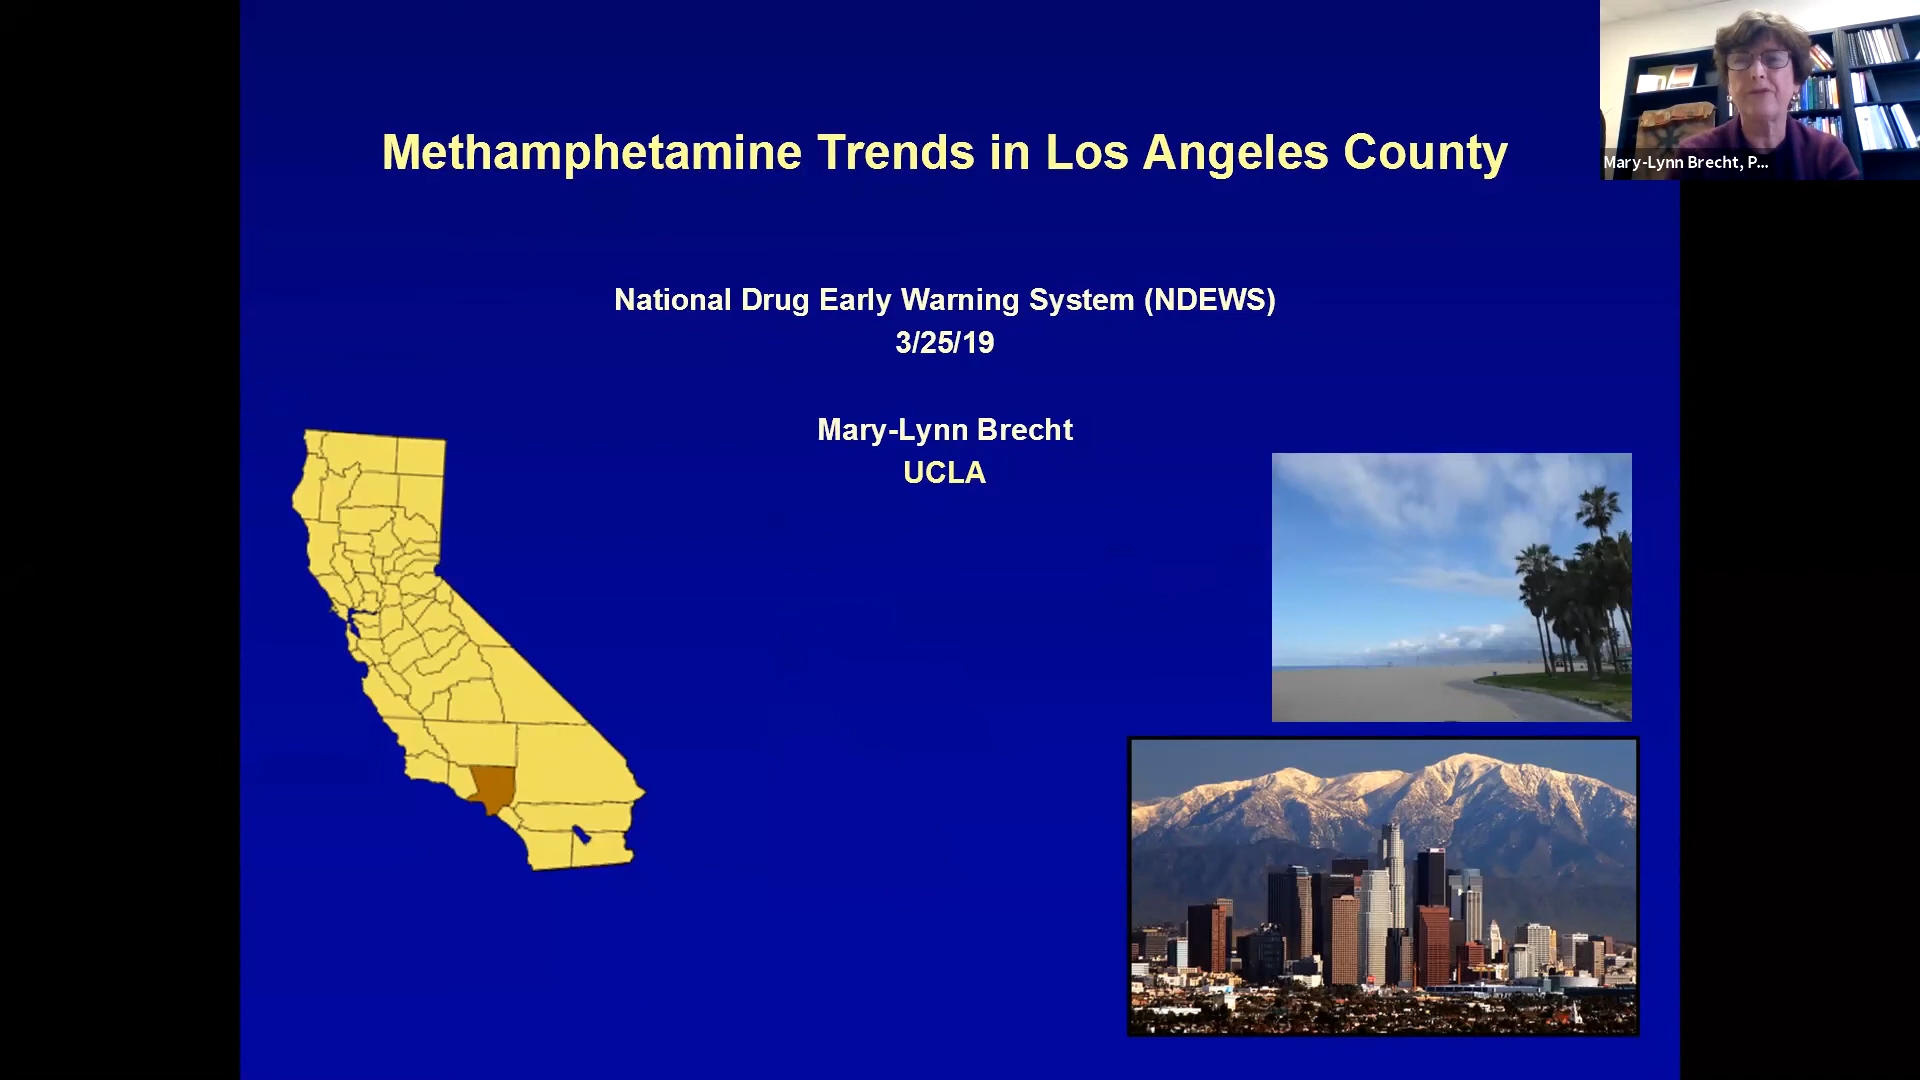 Methamphetamine Trends in Los Angeles County
Mary-Lynn Brecht, P...
National Drug Early Warning System (NDEWS)
3/25/19
Mary-Lynn Brecht
UCLA